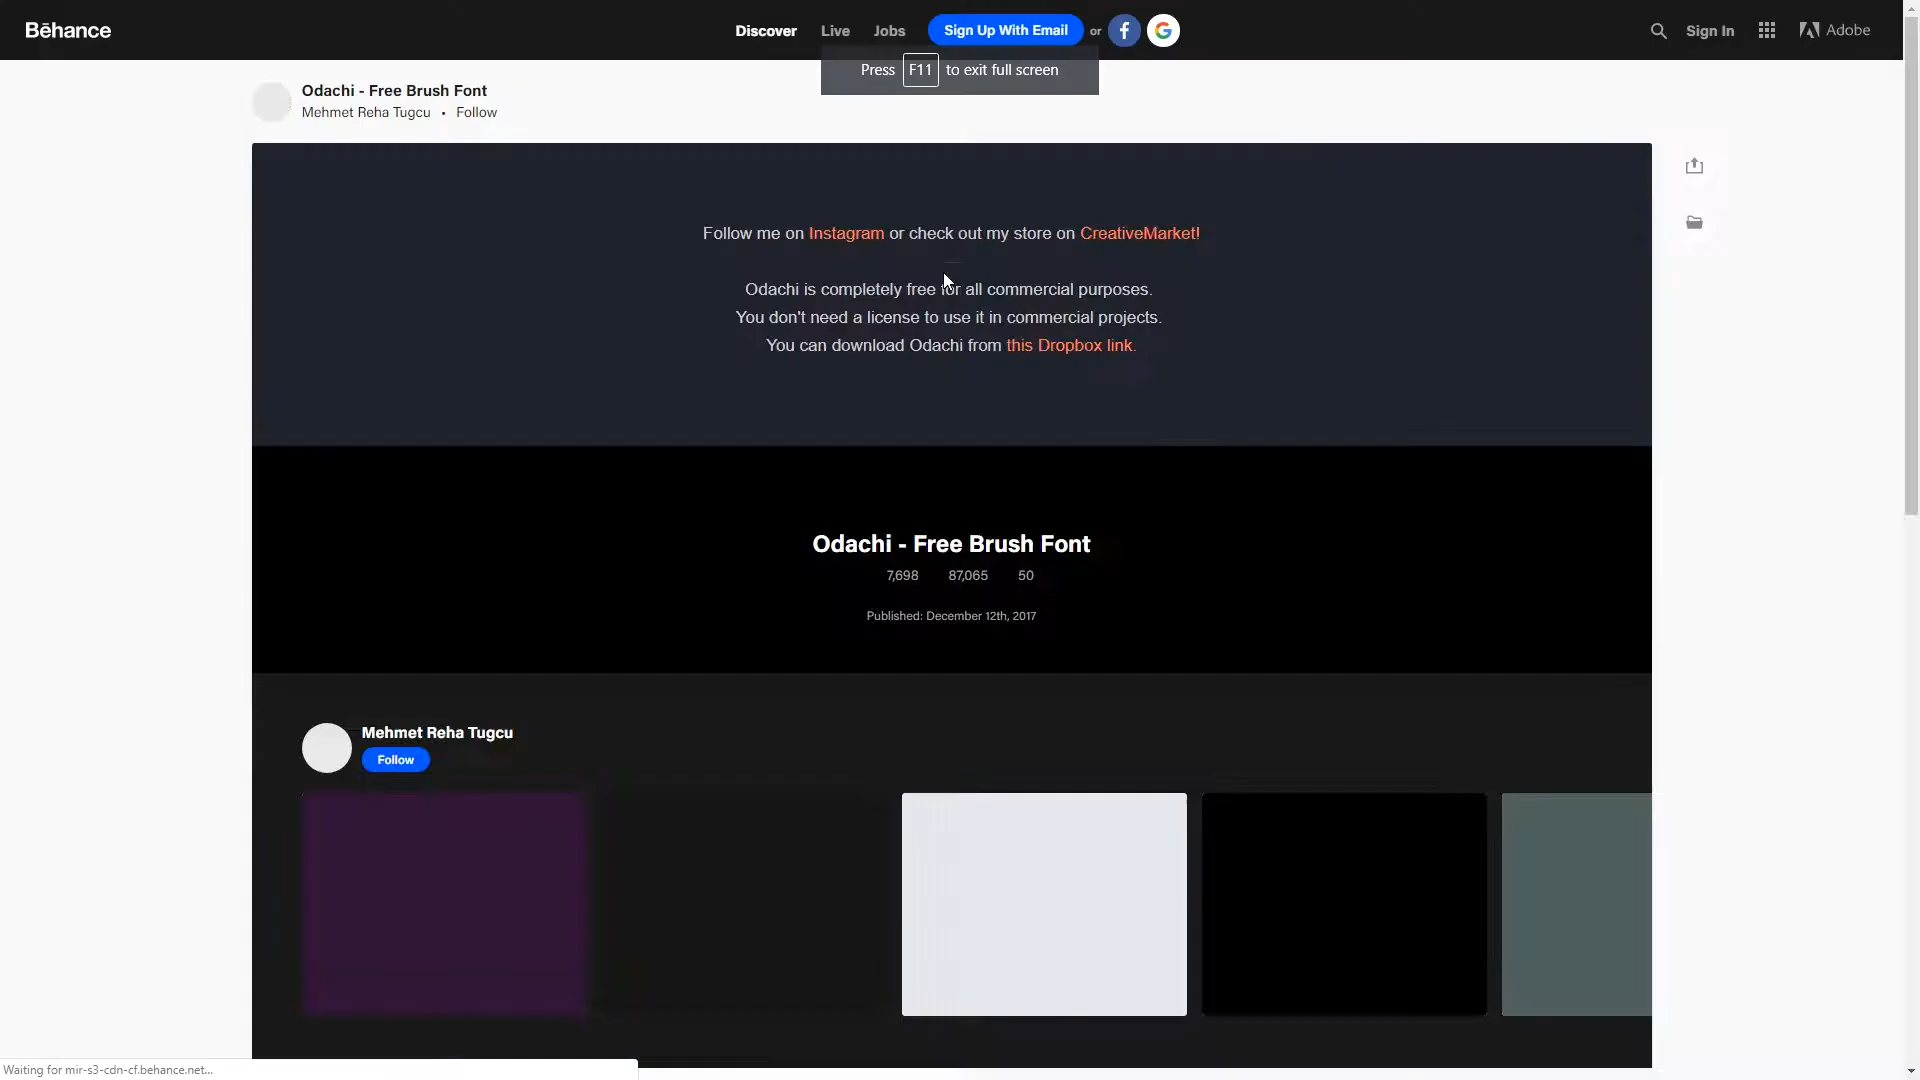 Bēhance
Discover Live Jobs Sign Up With Email or f G
Sign In Adobe
Press F11 to exit full screen
Odachi - Free Brush Font
Mehmet Reha Tugcu • Follow
Follow me on Instagram or check out my store on CreativeMarket!
Odachi is completely free for all commercial purposes.
You don't need a license to use it in commercial projects.
You can download Odachi from this Dropbox link.
Odachi - Free Brush Font
7,698 87,065 50
Published: December 12th, 2017
Mehmet Reha Tugcu
Follow
Waiting for mir-s3-cdn-cf.behance.net...